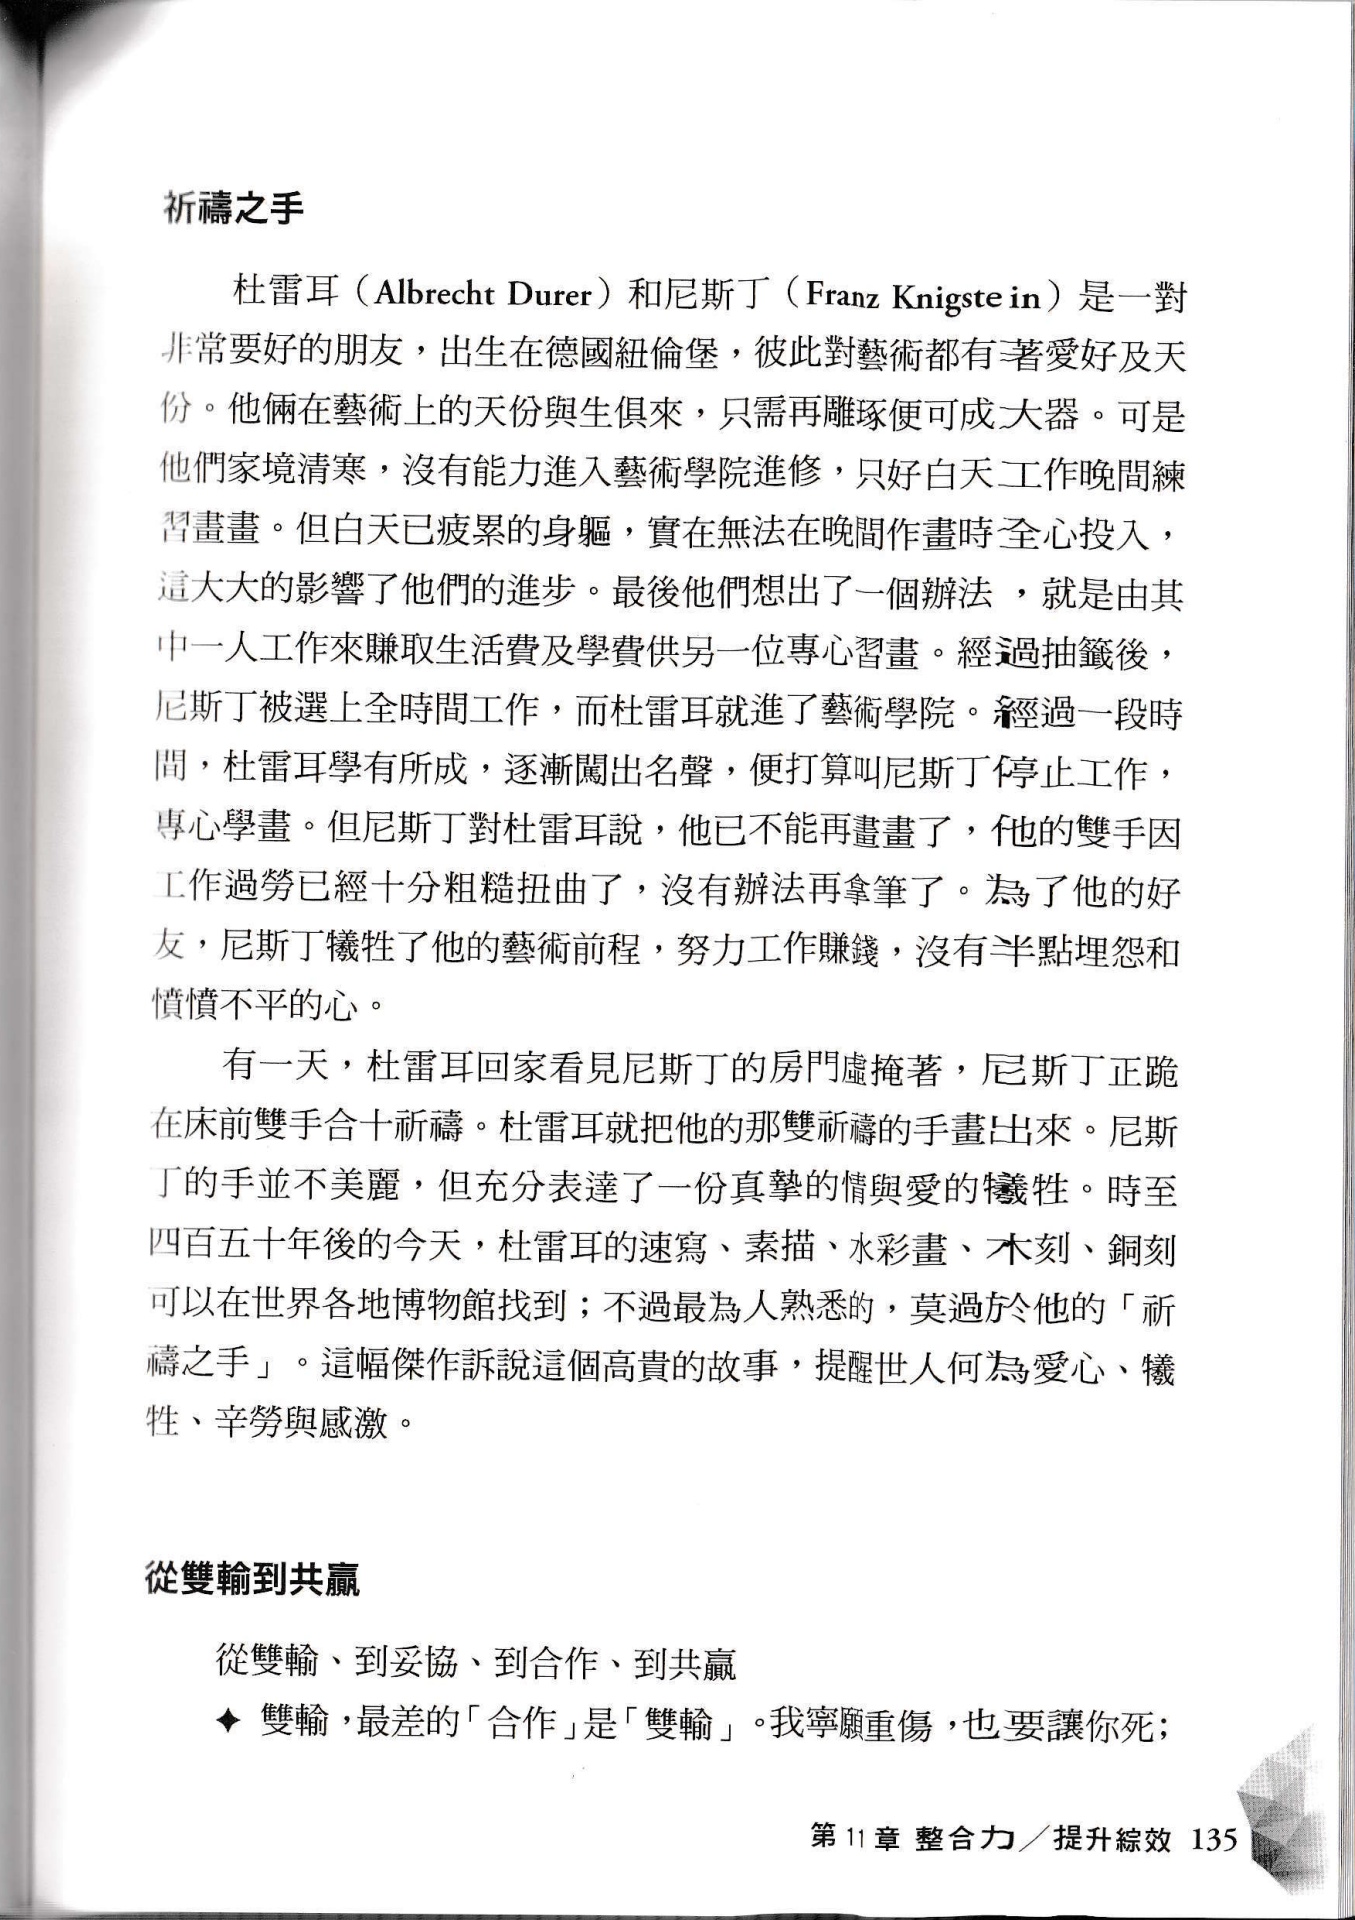 祈禱之手
杜雷耳（Albrecht Durer）和尼斯丁（Franz Knigstein）是一對
非常要好的朋友，出生在德國紐倫堡，彼此對藝術都有著愛好及天
份。他倆在藝術上的天份與生俱來，只需再雕琢便可成大器。可是
他們家境清寒，沒有能力進入藝術學院進修，只好白天工作晚間練
習畫畫。但白天已疲累的身軀，實在無法在晚間作畫時全心投入，
這大大的影響了他們的進步。最後他們想出了一個辦法，就是由其
中一人工作來賺取生活費及學費供另一位專心習畫。經過抽籤後，
尼斯丁被選上全時間工作，而杜雷耳就進了藝術學院。經過一段時
間，杜雷耳學有所成，逐漸闖出名聲，便打算叫尼斯丁停止工作，
專心學畫。但尼斯丁對杜雷耳說，他已不能再畫畫了，他的雙手因
工作過勞已經十分粗糙扭曲了，沒有辦法再拿筆了。為了他的好
友，尼斯丁犧牲了他的藝術前程，努力工作賺錢，沒有半點埋怨和
憤憤不平的心。
有一天，杜雷耳回家看見尼斯丁的房門虛掩著，尼斯丁正跪
在床前雙手合十祈禱。杜雷耳就把他的那雙祈禱的手畫出來。尼斯
丁的手並不美麗，但充分表達了一份真摯的情與愛的犧牲。時至
四百五十年後的今天，杜雷耳的速寫、素描、水彩畫、木刻、銅刻
可以在世界各地博物館找到；不過最為人熟悉的，莫過於他的「祈
禱之手」。這幅傑作訴說這個高貴的故事，提醒世人何為愛心、犧
牲、辛勞與感激。
從雙輸到共贏
從雙輸、到妥協、到合作、到共贏
✦ 雙輸，最差的「合作」是「雙輸」。我寧願重傷，也要讓你死；
第 11 章 整合力／提升綜效 135